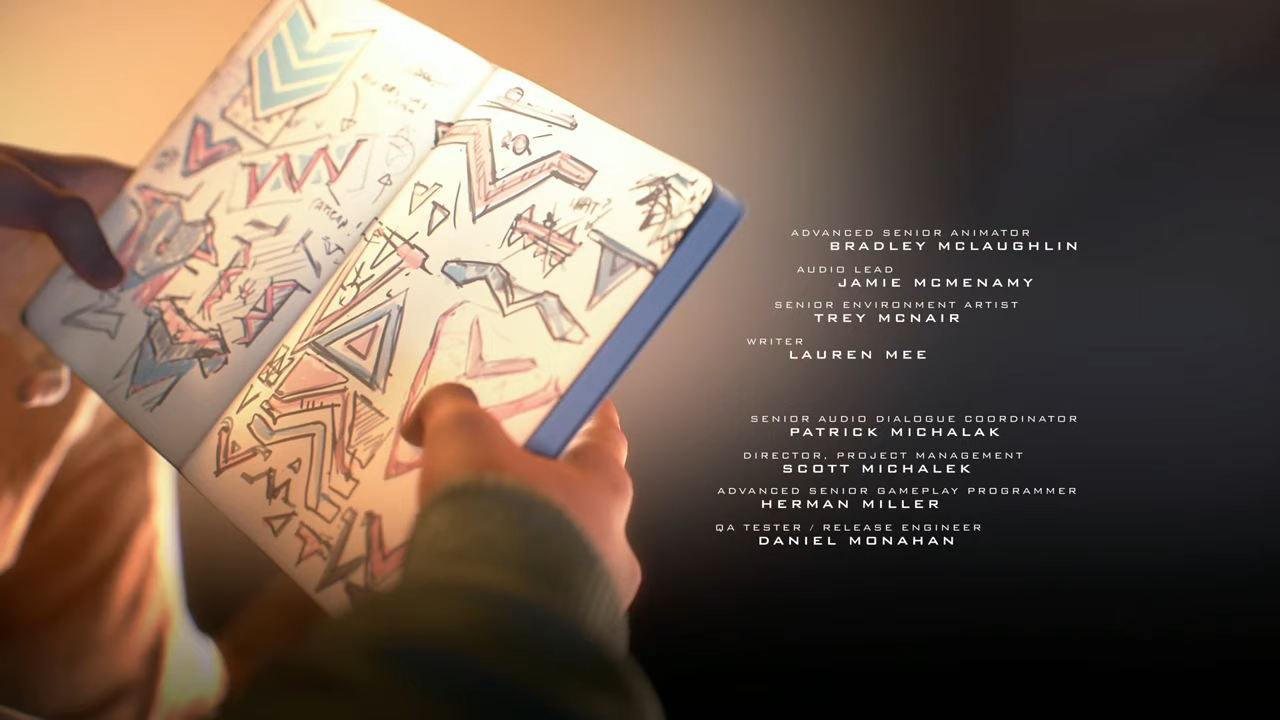 ADVANCED SENIOR ANIMATOR
BRADLEY MCLAUGHLIN
AUDIO LEAD
JAMIE MCMENAMY
SENIOR ENVIRONMENT ARTIST
TREY MCNAIR
WRITER
LAUREN MEE
SENIOR AUDIO DIALOGUE COORDINATOR
PATRICK MICHALAK
DIRECTOR, PROJECT MANAGEMENT
SCOTT MICHALEK
ADVANCED SENIOR GAMEPLAY PROGRAMMER
HERMAN MILLER
QA TESTER / RELEASE ENGINEER
DANIEL MONAHAN